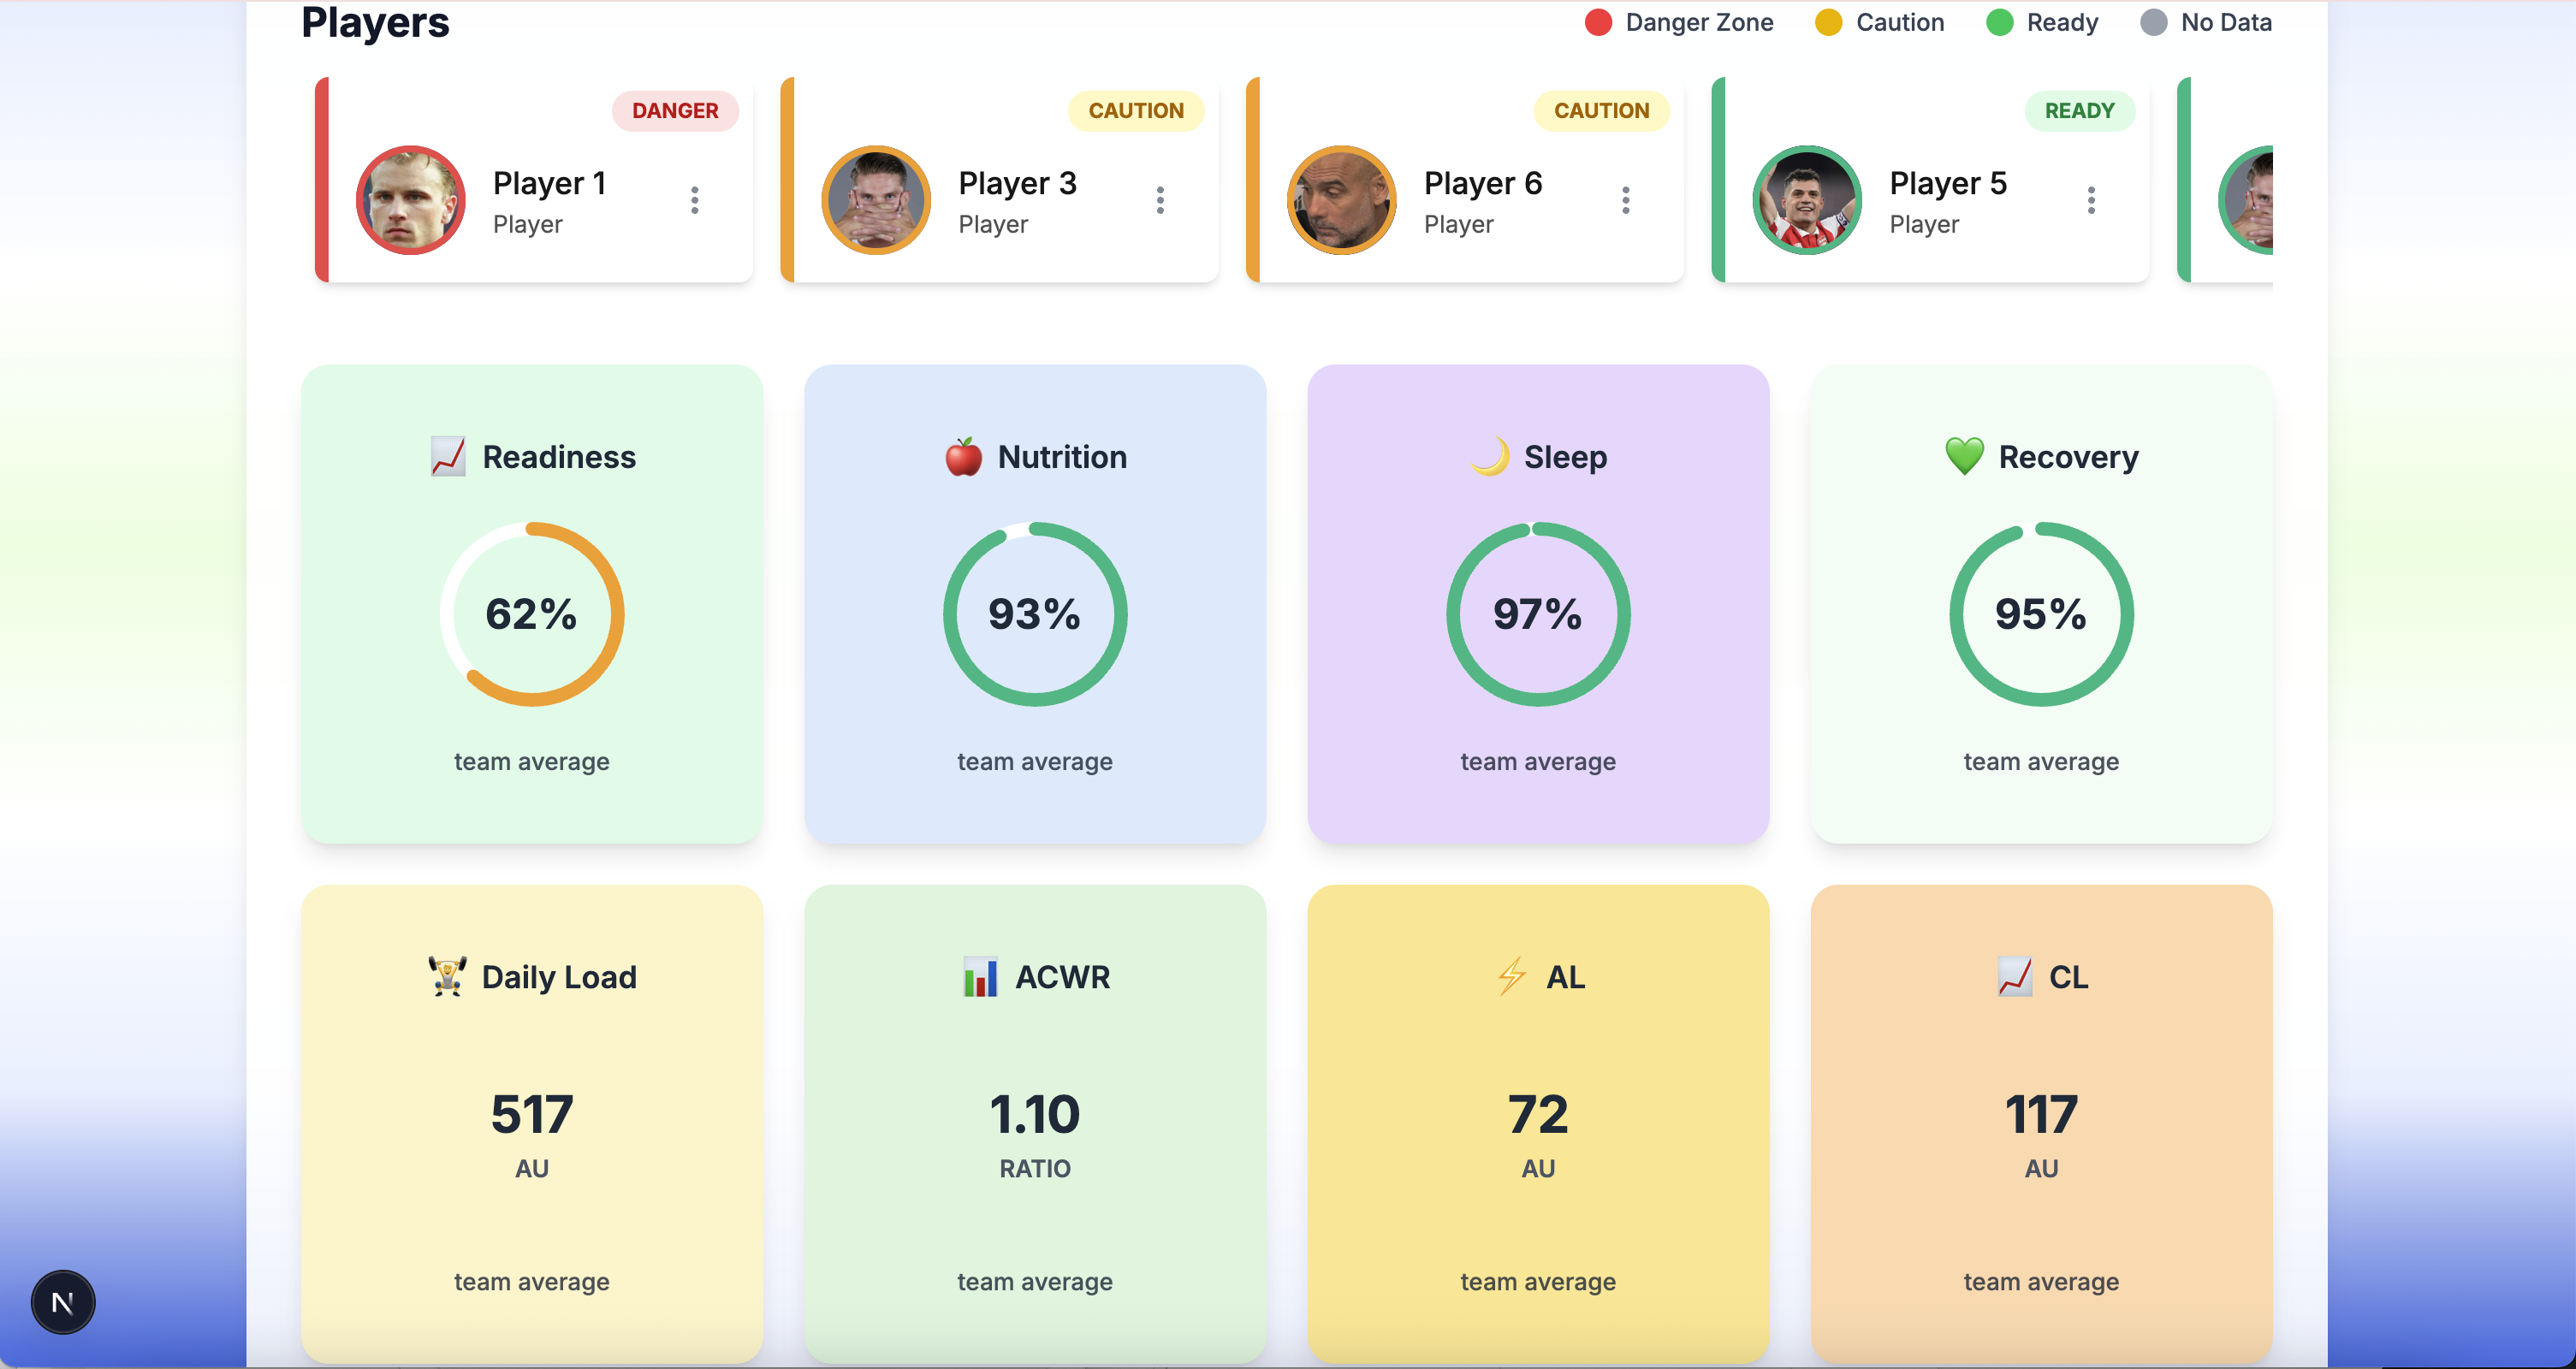 Players
Danger Zone
Caution
Ready
No Data
DANGER
Player 1
Player
CAUTION
Player 3
Player
CAUTION
Player 6
Player
READY
Player 5
Player
Readiness
62%
team average
Nutrition
93%
team average
Sleep
97%
team average
Recovery
95%
team average
Daily Load
517
AU
team average
ACWR
1.10
RATIO
team average
AL
72
AU
team average
CL
117
AU
team average
N